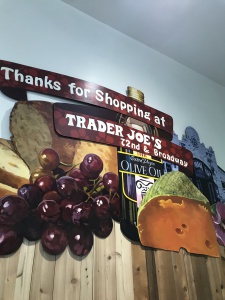 Thanks for Shopping at
TRADER JOE'S
72nd & Broadway
OLIVE OIL